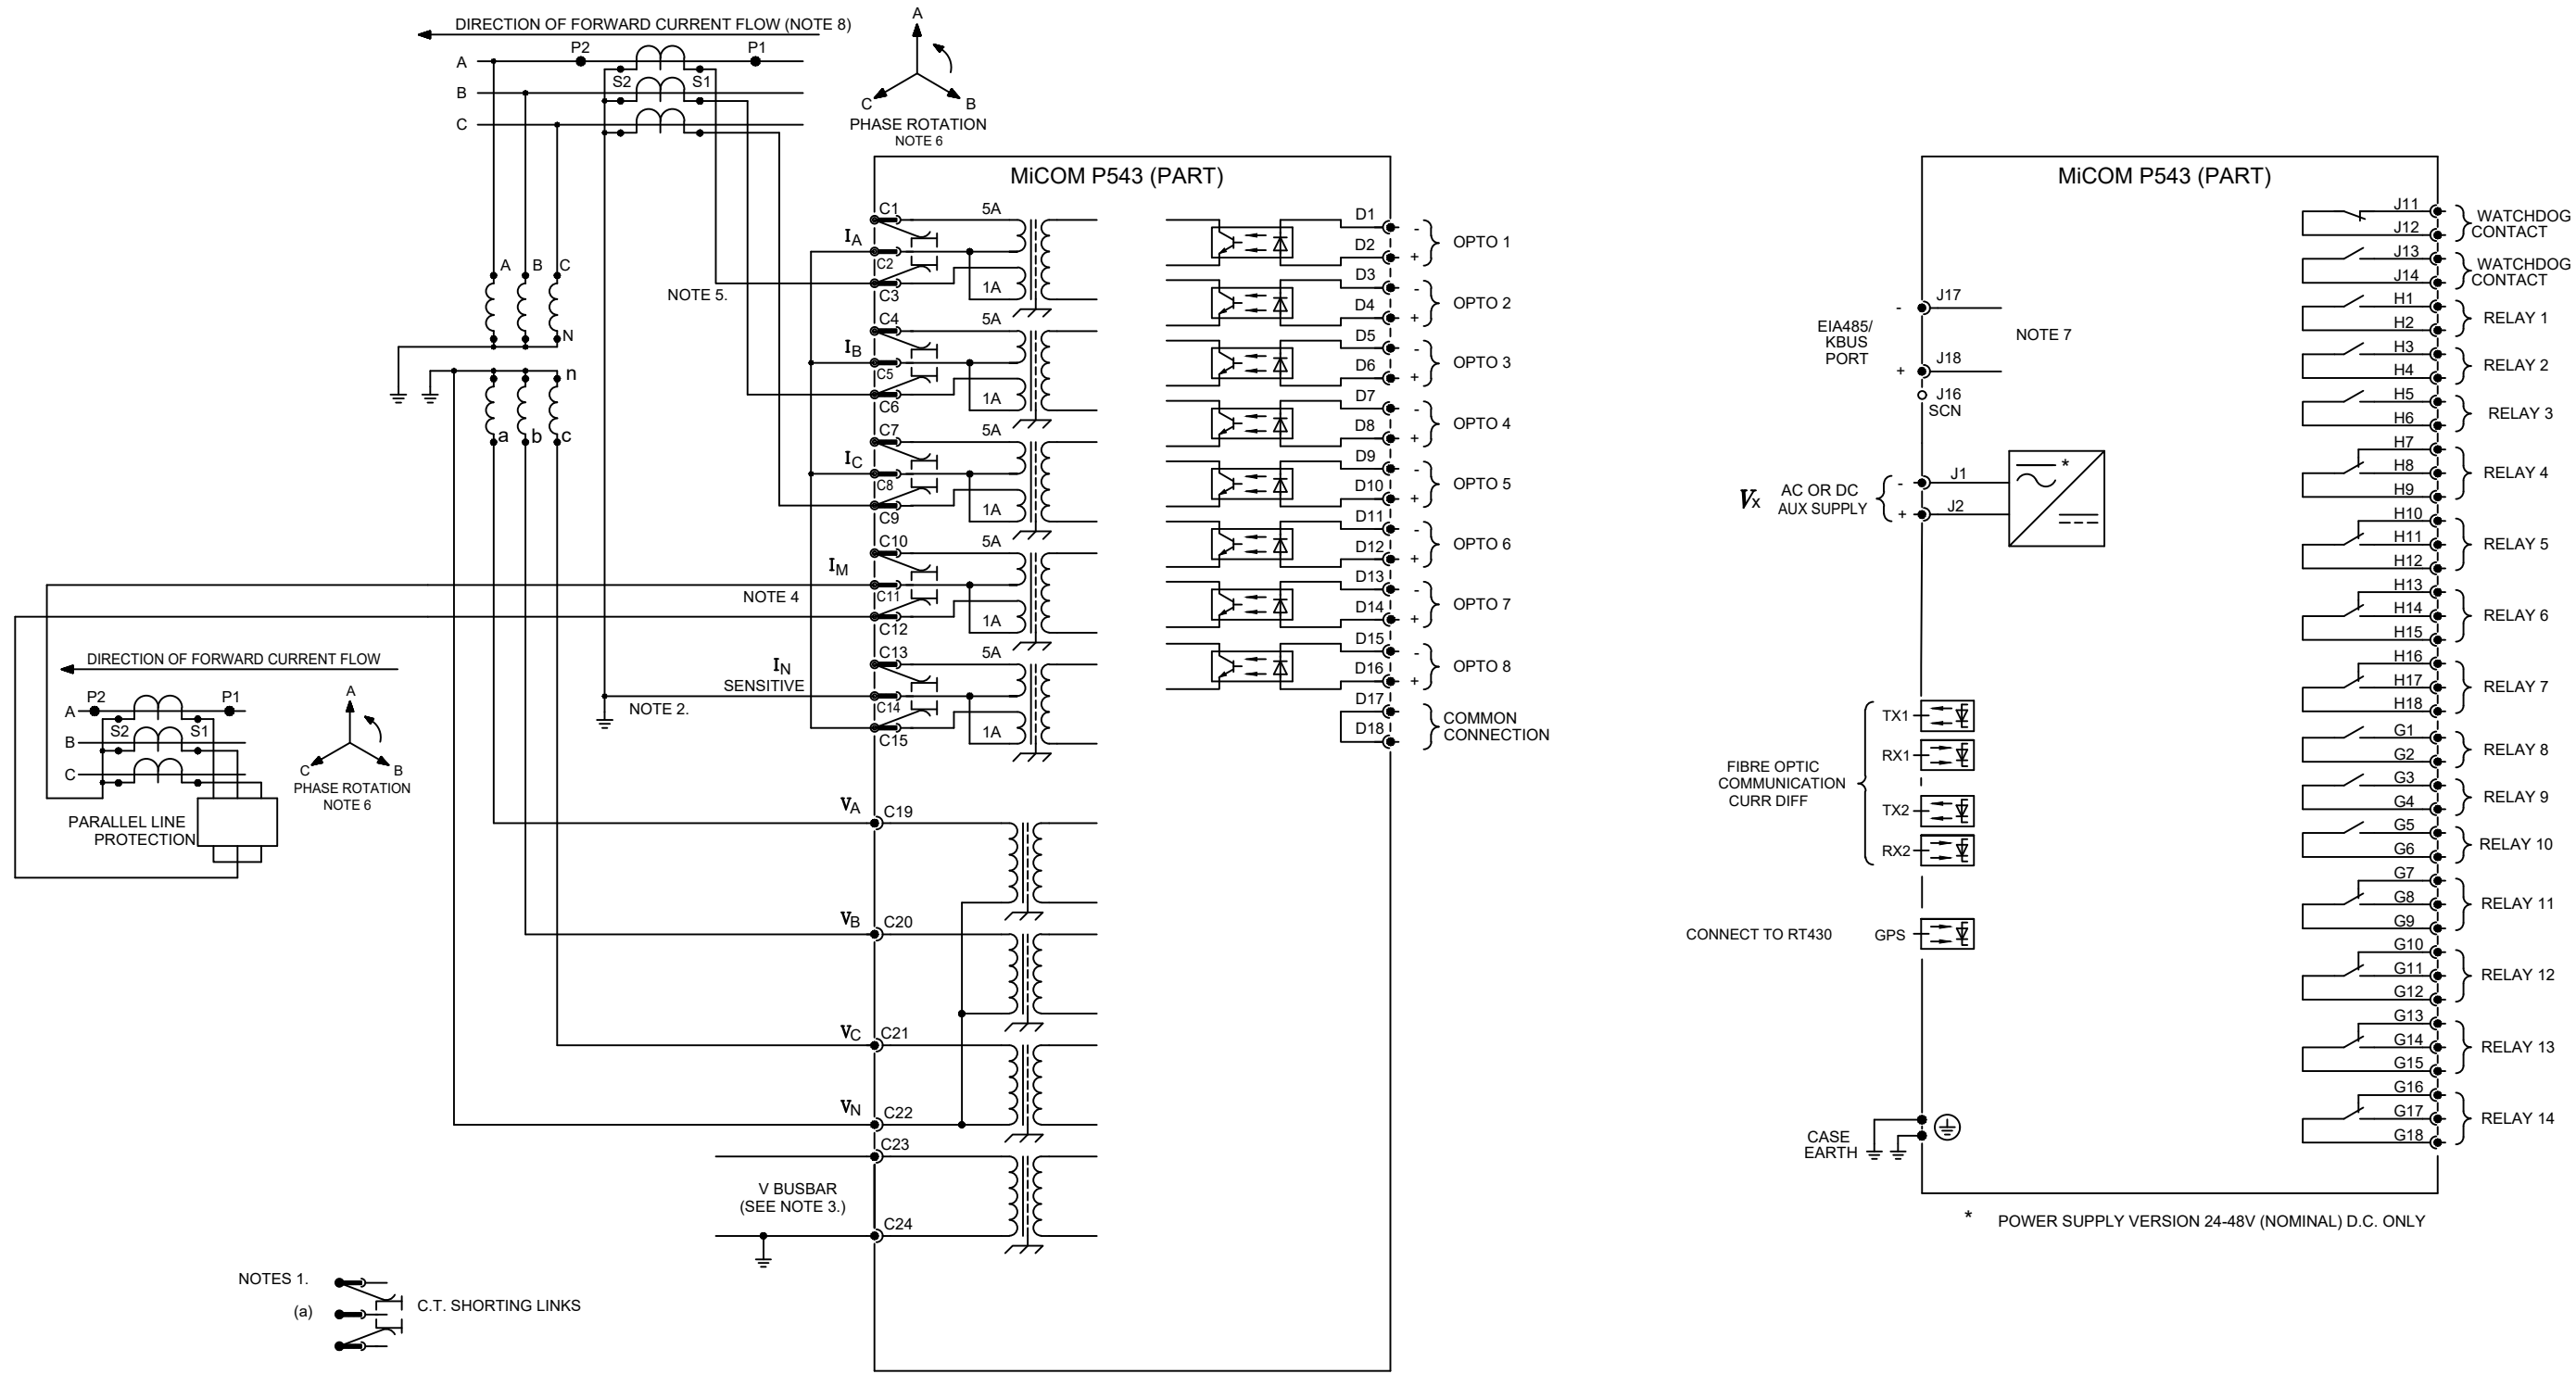 DIRECTION OF FORWARD CURRENT FLOW (NOTE 8)
P2
P1
A
S2
S1
B
C
A
C
B
PHASE ROTATION
NOTE 6
A
B
C
N
n
a
b
c
NOTE 5.
NOTE 4
NOTE 2.
DIRECTION OF FORWARD CURRENT FLOW
P2
P1
A
S2
S1
B
C
A
C
B
PHASE ROTATION
NOTE 6
PARALLEL LINE
PROTECTION
MiCOM P543 (PART)
C1
5A
IA
C2
1A
C3
C4
5A
IB
C5
1A
C6
C7
5A
IC
C8
1A
C9
C10
5A
IM
C11
1A
C12
C13
5A
IN
SENSITIVE
C14
1A
C15
VA
C19
VB
C20
VC
C21
VN
C22
C23
V BUSBAR
(SEE NOTE 3.)
C24
D1
-
D2
+
OPTO 1
D3
-
D4
+
OPTO 2
D5
-
D6
+
OPTO 3
D7
-
D8
+
OPTO 4
D9
-
D10
+
OPTO 5
D11
-
D12
+
OPTO 6
D13
-
D14
+
OPTO 7
D15
-
D16
+
OPTO 8
D17
D18
COMMON
CONNECTION
NOTES 1.
(a)
C.T. SHORTING LINKS
MiCOM P543 (PART)
-
J17
EIA485/
KBUS
PORT
NOTE 7
+
J18
J16
SCN
VX
AC OR DC
AUX SUPPLY
-
J1
+
J2
*
FIBRE OPTIC
COMMUNICATION
CURR DIFF
TX1
RX1
TX2
RX2
CONNECT TO RT430
GPS
CASE
EARTH
J11
J12
WATCHDOG
CONTACT
J13
J14
WATCHDOG
CONTACT
H1
H2
RELAY 1
H3
H4
RELAY 2
H5
H6
RELAY 3
H7
H8
H9
RELAY 4
H10
H11
H12
RELAY 5
H13
H14
H15
RELAY 6
H16
H17
H18
RELAY 7
G1
G2
RELAY 8
G3
G4
RELAY 9
G5
G6
RELAY 10
G7
G8
G9
RELAY 11
G10
G11
G12
RELAY 12
G13
G14
G15
RELAY 13
G16
G17
G18
RELAY 14
* POWER SUPPLY VERSION 24-48V (NOMINAL) D.C. ONLY